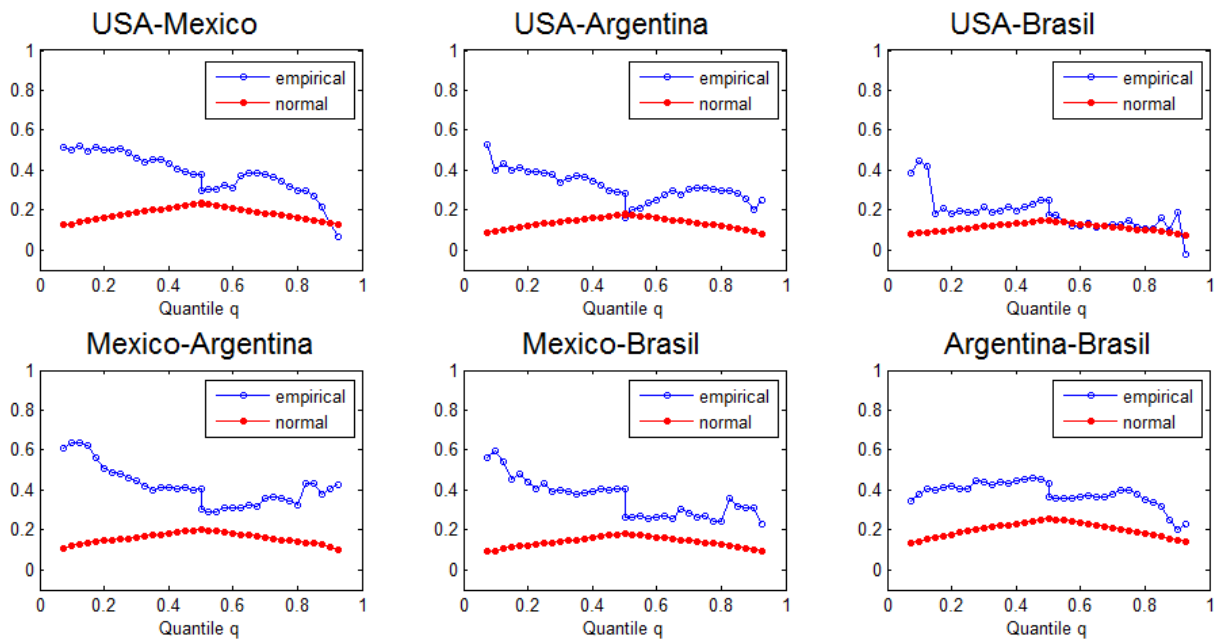 USA-Mexico
1
0.8
0.6
0.4
0.2
0
empirical
normal
0 0.2 0.4 0.6 0.8 1
Quantile q
USA-Argentina
1
0.8
0.6
0.4
0.2
0
empirical
normal
0 0.2 0.4 0.6 0.8 1
Quantile q
USA-Brasil
1
0.8
0.6
0.4
0.2
0
empirical
normal
0 0.2 0.4 0.6 0.8 1
Quantile q
Mexico-Argentina
1
0.8
0.6
0.4
0.2
0
empirical
normal
0 0.2 0.4 0.6 0.8 1
Quantile q
Mexico-Brasil
1
0.8
0.6
0.4
0.2
0
empirical
normal
0 0.2 0.4 0.6 0.8 1
Quantile q
Argentina-Brasil
1
0.8
0.6
0.4
0.2
0
empirical
normal
0 0.2 0.4 0.6 0.8 1
Quantile q